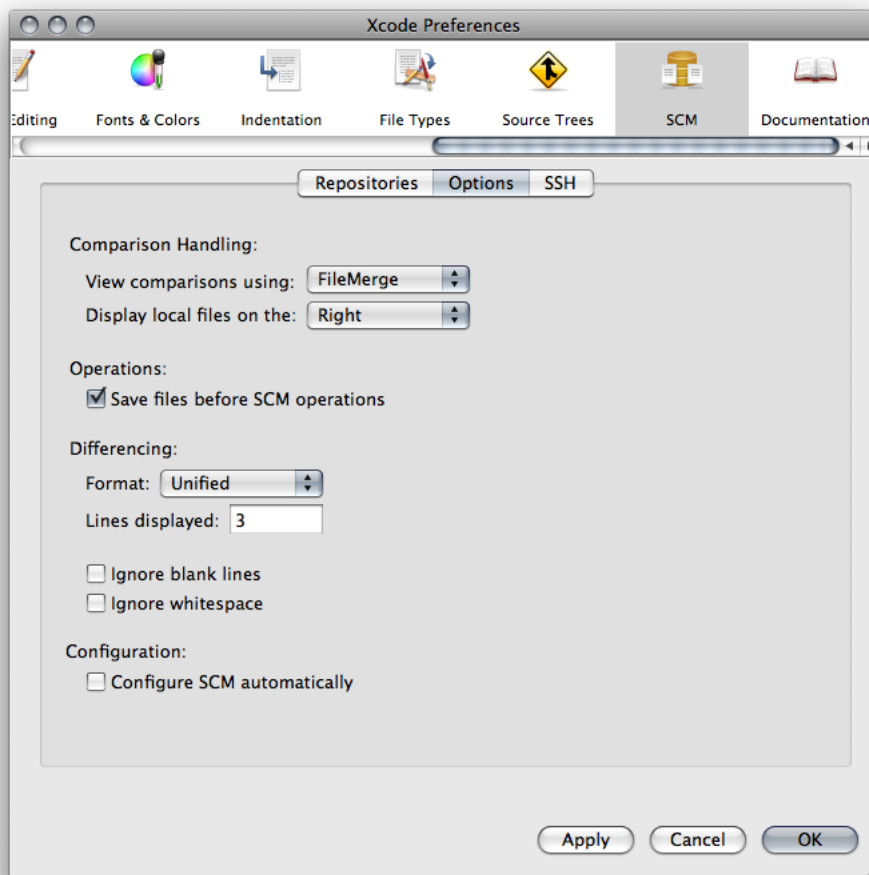 Xcode Preferences
Editing Fonts & Colors Indentation File Types Source Trees SCM Documentation
Repositories Options SSH
Comparison Handling:
View comparisons using: FileMerge
Display local files on the: Right
Operations:
Save files before SCM operations
Differencing:
Format: Unified
Lines displayed: 3
Ignore blank lines
Ignore whitespace
Configuration:
Configure SCM automatically
Apply Cancel OK